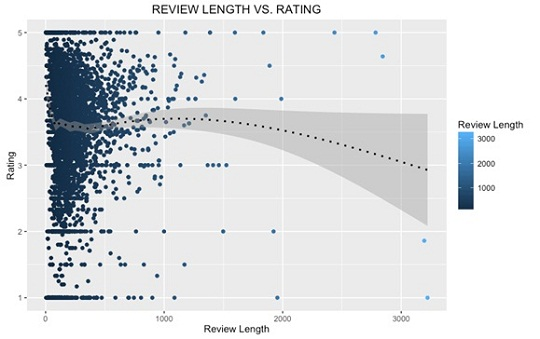 REVIEW LENGTH VS. RATING
5
4
3
2
1
Rating
0 1000 2000 3000
Review Length
Review Length
3000
2000
1000